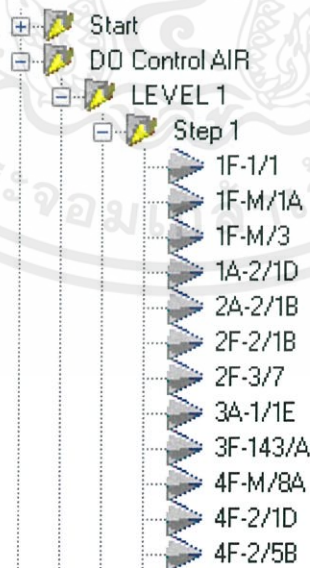 Start
DO Control AIR
LEVEL 1
Step 1
1F-1/1
1F-M/1A
1F-M/3
1A-2/1D
2A-2/1B
2F-2/1B
2F-3/7
3A-1/1E
3F-143/A
4F-M/8A
4F-2/1D
4F-2/5B